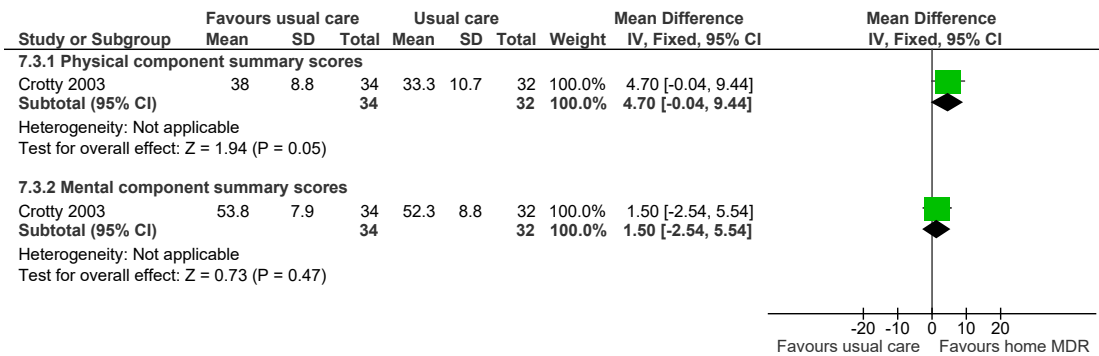 Favours usual care Usual care Mean Difference Mean Difference
Study or Subgroup Mean SD Total Mean SD Total Weight IV, Fixed, 95% CI IV, Fixed, 95% CI
7.3.1 Physical component summary scores
Crotty 2003 38 8.8 34 33.3 10.7 32 100.0% 4.70 [-0.04, 9.44]
Subtotal (95% CI) 34 32 100.0% 4.70 [-0.04, 9.44]
Heterogeneity: Not applicable
Test for overall effect: Z = 1.94 (P = 0.05)
7.3.2 Mental component summary scores
Crotty 2003 53.8 7.9 34 52.3 8.8 32 100.0% 1.50 [-2.54, 5.54]
Subtotal (95% CI) 34 32 100.0% 1.50 [-2.54, 5.54]
Heterogeneity: Not applicable
Test for overall effect: Z = 0.73 (P = 0.47)
-20 -10 0 10 20
Favours usual care Favours home MDR